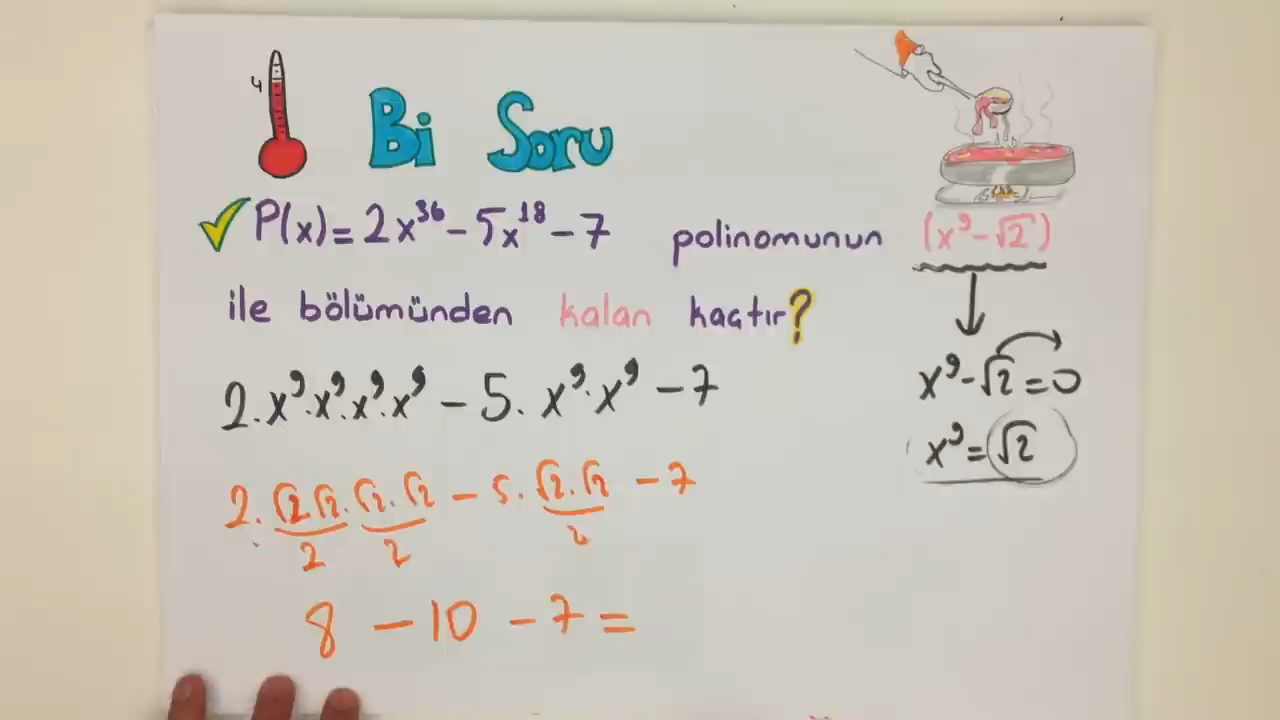 4
Bi Soru
P(x) = 2x³⁶ - 5x¹⁸ - 7 polinomunun (x⁹ - √2)
ile bölümünden kalan kaçtır?
x⁹ - √2 = 0
2.x⁹.x⁹.x⁹.x⁹ - 5. x⁹.x⁹ - 7
x⁹ = √2
2. √2 √2. √2. √2 - 5. √2. √2 - 7
2 2 2
8 - 10 - 7 =